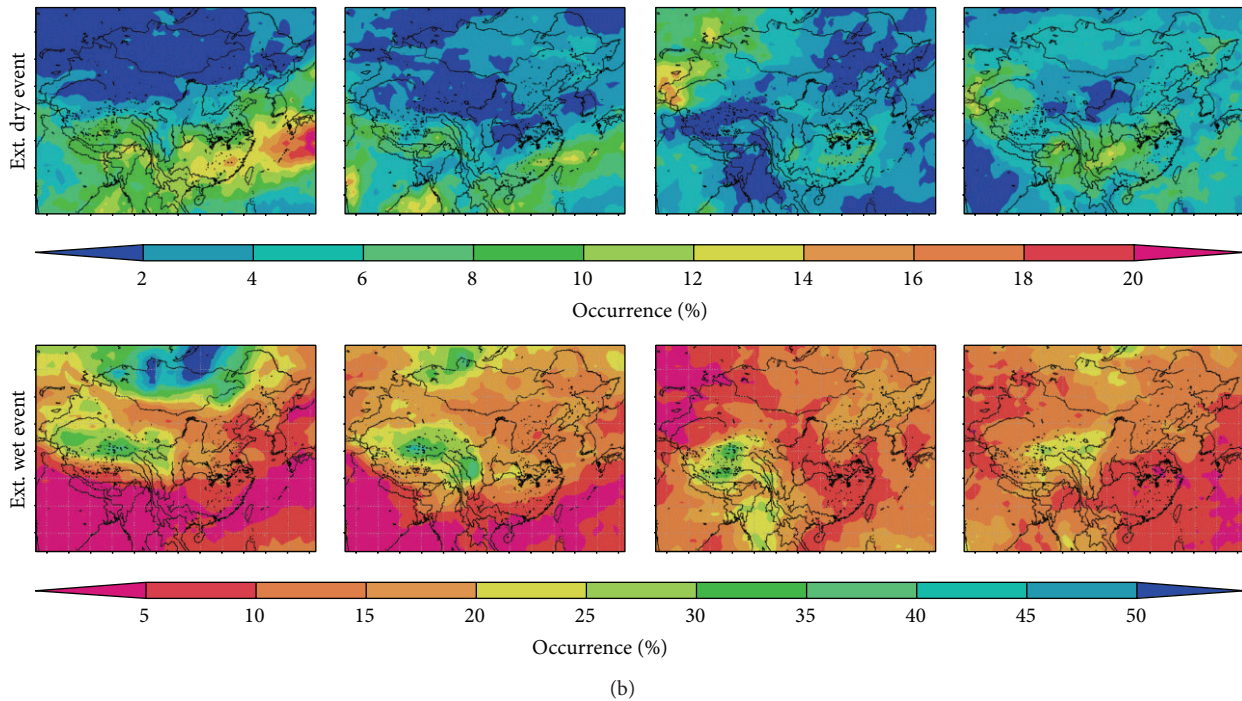 Ext. dry event
2 4 6 8 10 12 14 16 18 20
Occurrence (%)
Ext. wet event
5 10 15 20 25 30 35 40 45 50
Occurrence (%)
(b)